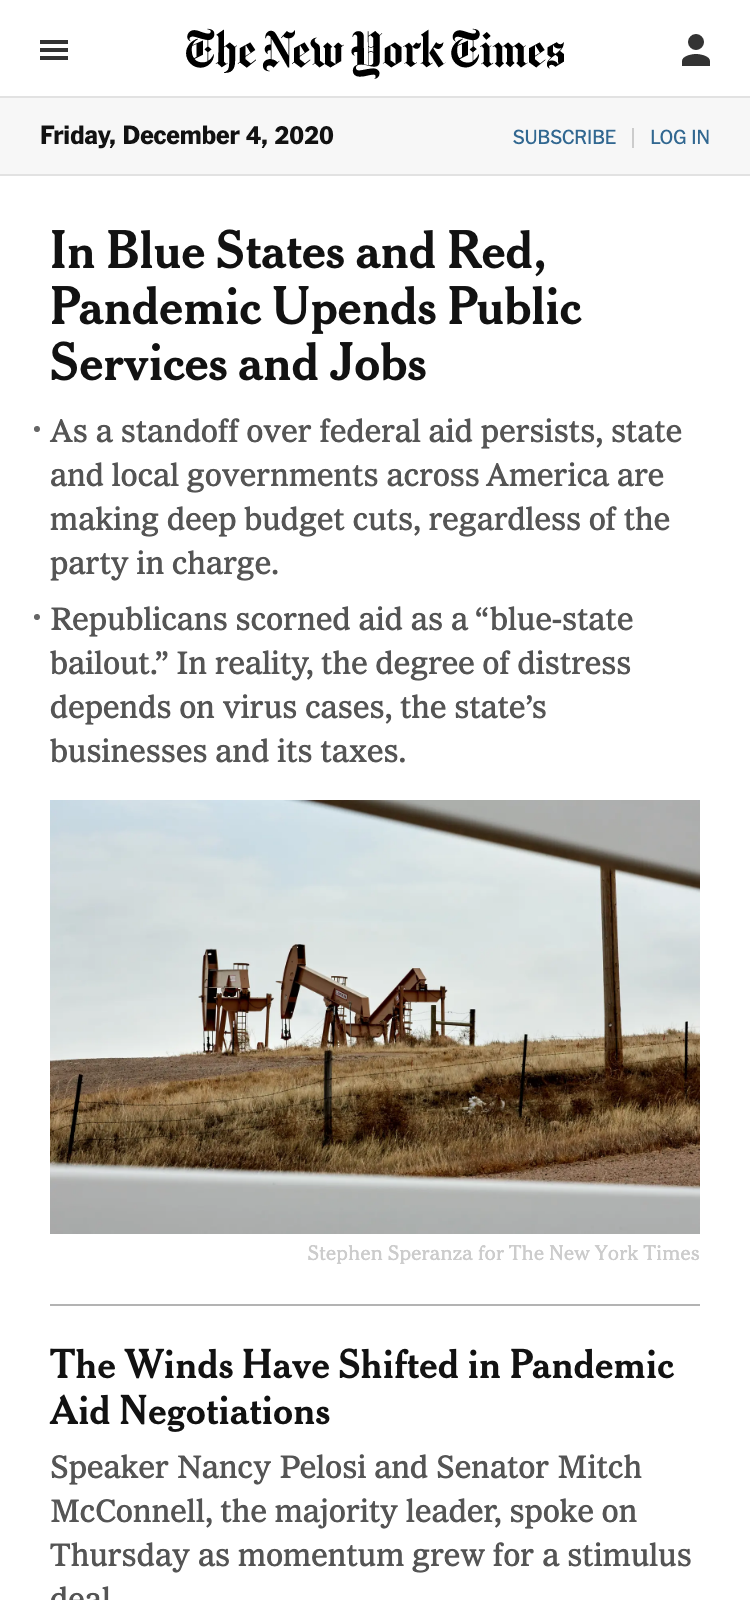 The New York Times
Friday, December 4, 2020
SUBSCRIBE | LOG IN
In Blue States and Red,
Pandemic Upends Public
Services and Jobs
• As a standoff over federal aid persists, state
and local governments across America are
making deep budget cuts, regardless of the
party in charge.
• Republicans scorned aid as a “blue-state
bailout.” In reality, the degree of distress
depends on virus cases, the state’s
businesses and its taxes.
Stephen Speranza for The New York Times
The Winds Have Shifted in Pandemic
Aid Negotiations
Speaker Nancy Pelosi and Senator Mitch
McConnell, the majority leader, spoke on
Thursday as momentum grew for a stimulus
deal